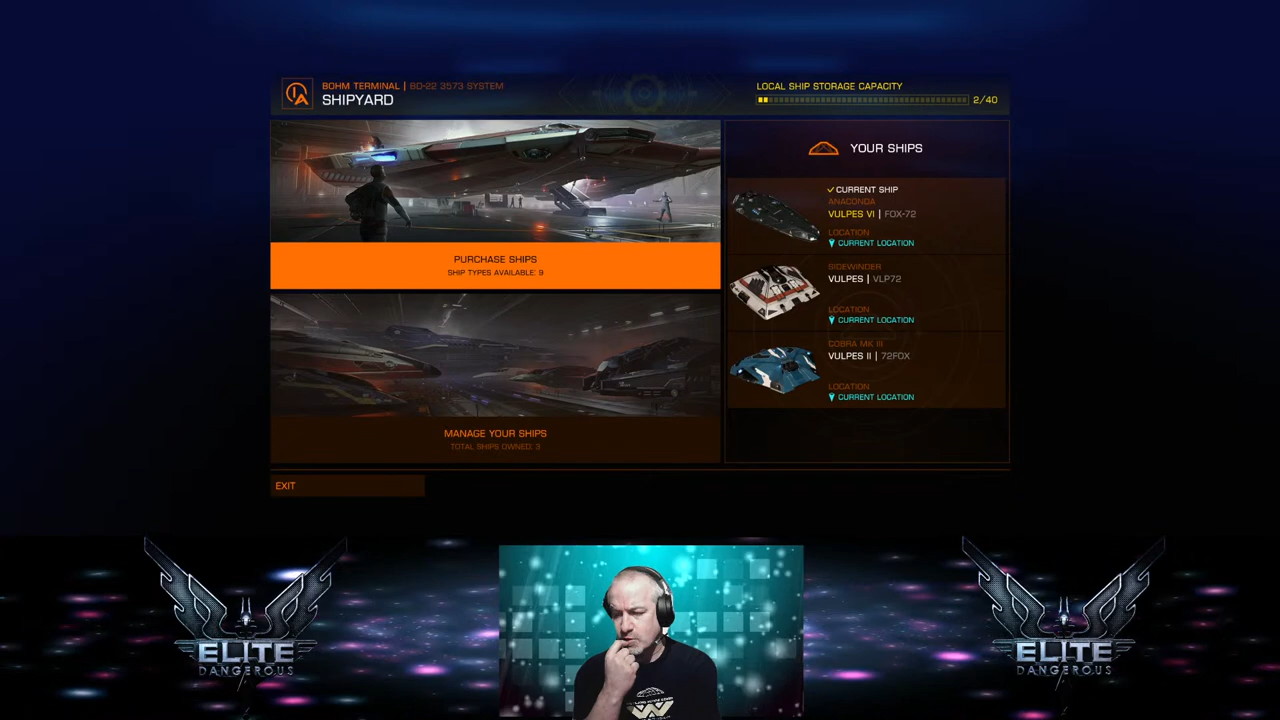 BOHM TERMINAL | BD-22 3573 SYSTEM
SHIPYARD
LOCAL SHIP STORAGE CAPACITY
2/40
PURCHASE SHIPS
SHIP TYPES AVAILABLE: 9
MANAGE YOUR SHIPS
TOTAL SHIPS OWNED: 3
EXIT
YOUR SHIPS
CURRENT SHIP
ANACONDA
VULPES VI | FOX-72
LOCATION
CURRENT LOCATION
SIDEWINDER
VULPES | VLP72
LOCATION
CURRENT LOCATION
COBRA MK III
VULPES II | 72FOX
LOCATION
CURRENT LOCATION
ELITE
DANGEROUS
ELITE
DANGEROUS